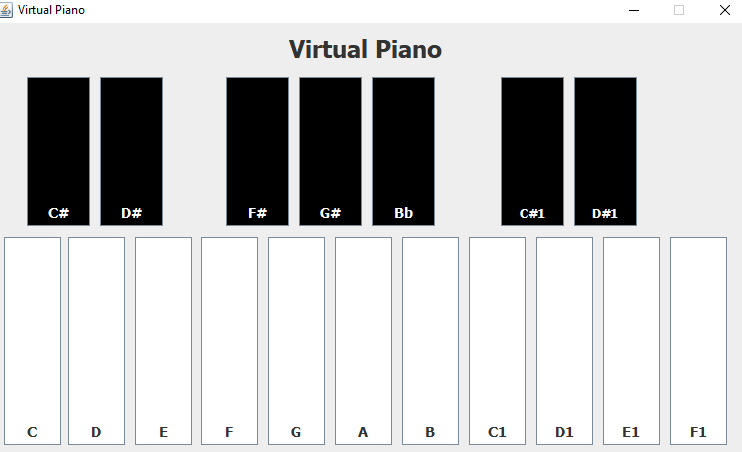 Virtual Piano
Virtual Piano
C# D# F# G# Bb C#1 D#1
C D E F G A B C1 D1 E1 F1